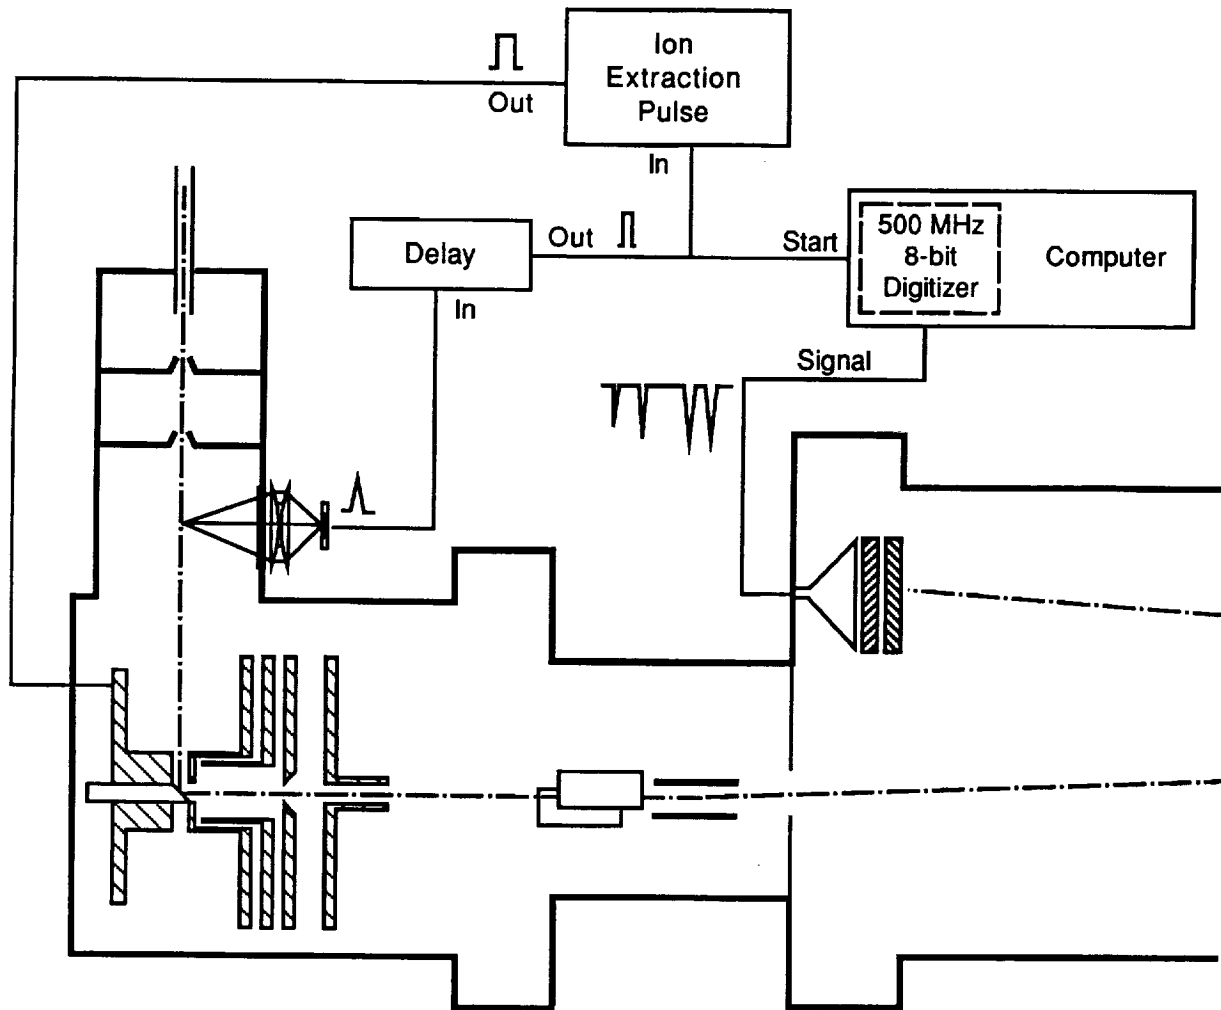 Ion
Extraction
Pulse
Out
In
Delay
Out
In
Start
500 MHz
8-bit
Digitizer
Computer
Signal